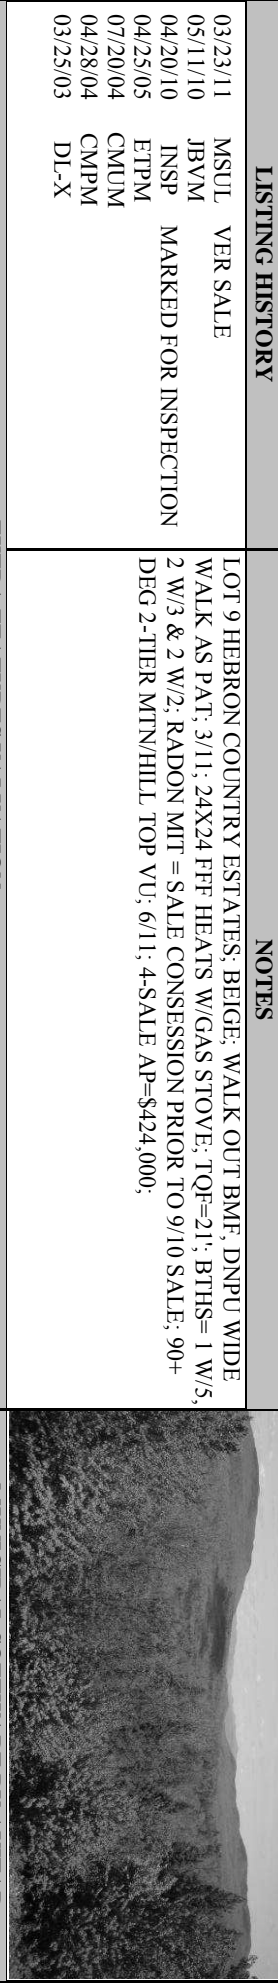 LISTING HISTORY
03/23/11 MSUL VER SALE
05/11/10 JBVM
04/20/10 INSP MARKED FOR INSPECTION
04/25/05 ETPM
07/20/04 CMUM
04/28/04 CMPM
03/25/03 DL-X
NOTES
LOT 9 HEBRON COUNTRY ESTATES; BEIGE; WALK OUT BMF, DNPU WIDE
WALK AS PAT; 3/11; 24X24 FFF HEATS W/GAS STOVE; TQF=21'; BTHS= 1 W/5,
2 W/3 & 2 W/2; RADON MIT = SALE CONSESSION PRIOR TO 9/10 SALE; 90+
DEG 2-TIER MTN/HILL TOP VU; 6/11; 4-SALE AP=$424,000;